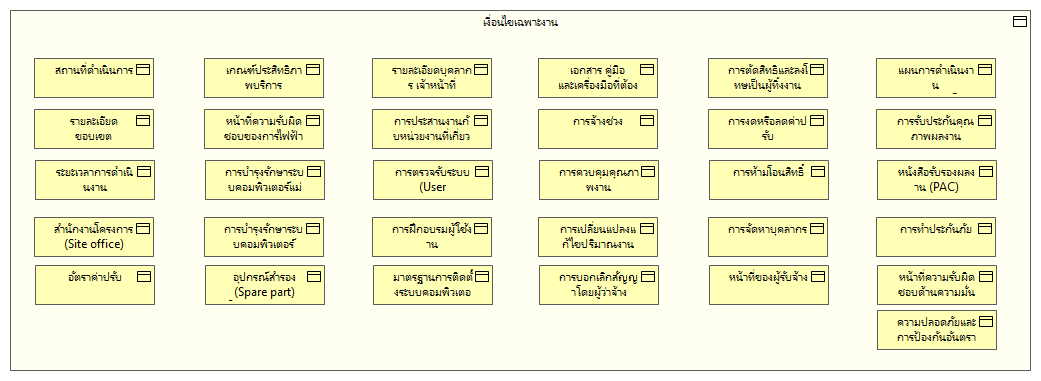 เงื่อนไขเฉพาะงาน
สถานที่ดำเนินการ
เกณฑ์ประสิทธิภา
พบริการ
รายละเอียดบุคลาก
ร เจ้าหน้าที่
เอกสาร คู่มือ
และเครื่องมือที่ต้อง
การตัดสิทธิและลงโ
ทษเป็นผู้ทิ้งงาน
แผนการดำเนินงา
น
รายละเอียด
ขอบเขต
หน้าที่ความรับผิด
ชอบของการไฟฟ้า
การประสานงานกั
บหน่วยงานที่เกี่ยว
การจ้างช่วง
การงดหรือลดค่าป
รับ
การรับประกันคุณ
ภาพผลงาน
ระยะเวลาการดำเนิ
นงาน
การบำรุงรักษาระบ
บคอมพิวเตอร์แม่
การตรวจรับระบบ
(User
การควบคุมคุณภา
พงาน
การห้ามโอนสิทธิ์
หนังสือรับรองผลง
าน (PAC)
สำนักงานโครงการ
(Site office)
การบำรุงรักษาระบ
บคอมพิวเตอร์
การฝึกอบรมผู้ใช้ง
าน
การเปลี่ยนแปลงแ
ก้ไขปริมาณงาน
การจัดหาบุคลากร
การทำประกันภัย
อัตราค่าปรับ
อุปกรณ์สำรอง
(Spare part)
มาตรฐานการติดตั้
งระบบคอมพิวเตอ
การบอกเลิกสัญญ
าโดยผู้ว่าจ้าง
หน้าที่ของผู้รับจ้าง
หน้าที่ความรับผิด
ชอบด้านความมั่น
ความปลอดภัยและ
การป้องกันอันตรา